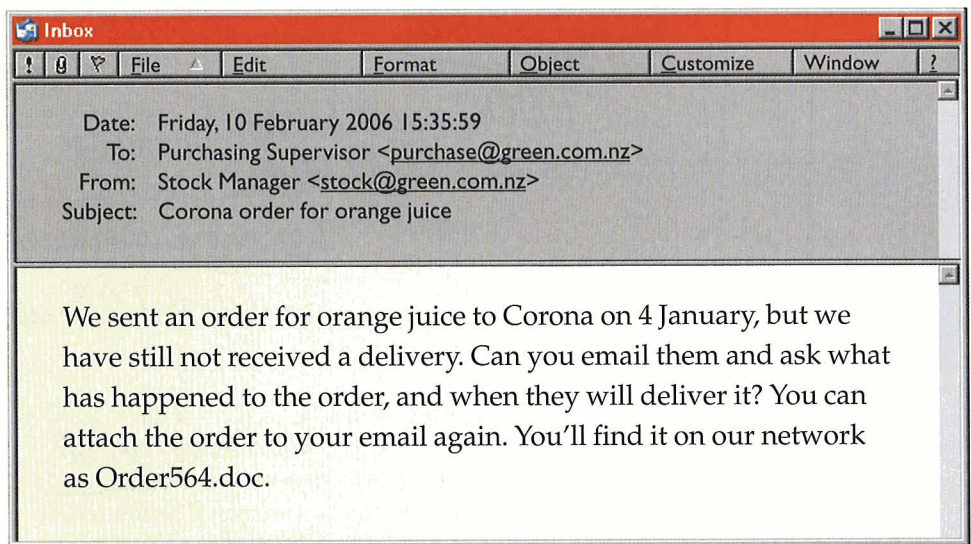 Inbox
! File Edit Format Object Customize Window ?
Date: Friday, 10 February 2006 15:35:59
To: Purchasing Supervisor <purchase@green.com.nz>
From: Stock Manager <stock@green.com.nz>
Subject: Corona order for orange juice
We sent an order for orange juice to Corona on 4 January, but we
have still not received a delivery. Can you email them and ask what
has happened to the order, and when they will deliver it? You can
attach the order to your email again. You'll find it on our network
as Order564.doc.